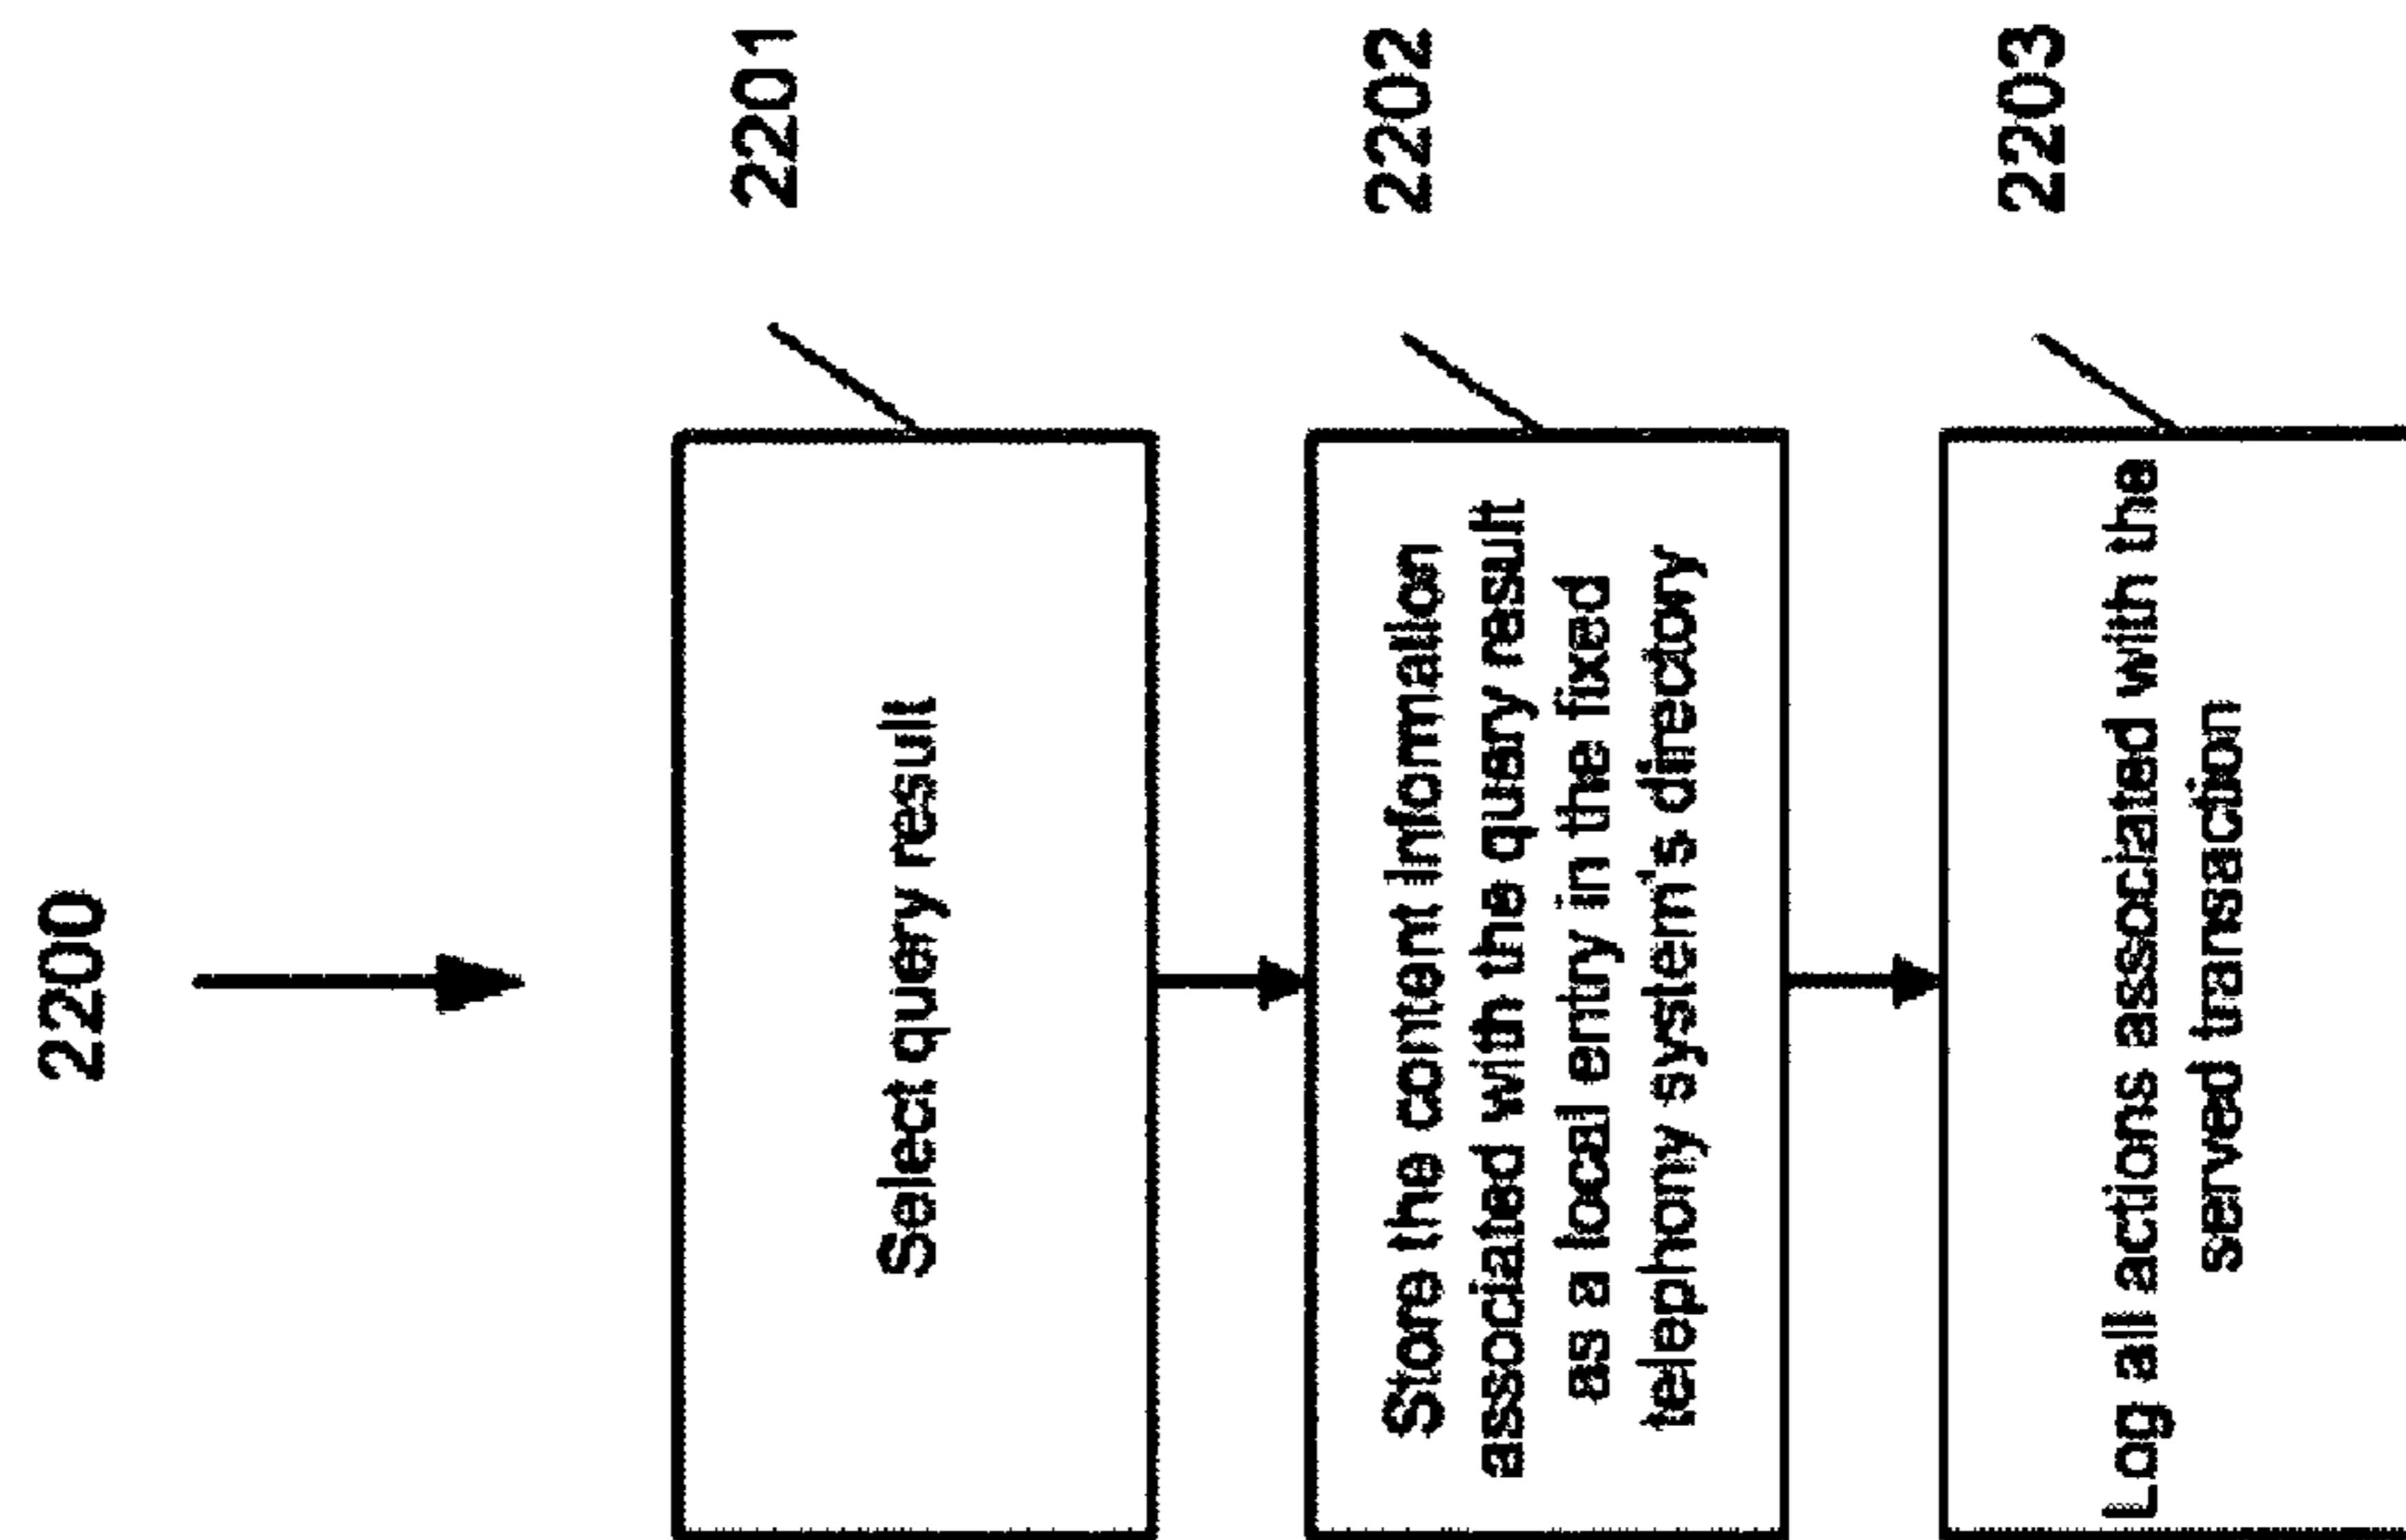 2200
2201
Select query result
2202
Store the content Information
associated with the query result
as a local entry in the fixed
telephony system's directory
2203
Log all actions associated with the
served transaction